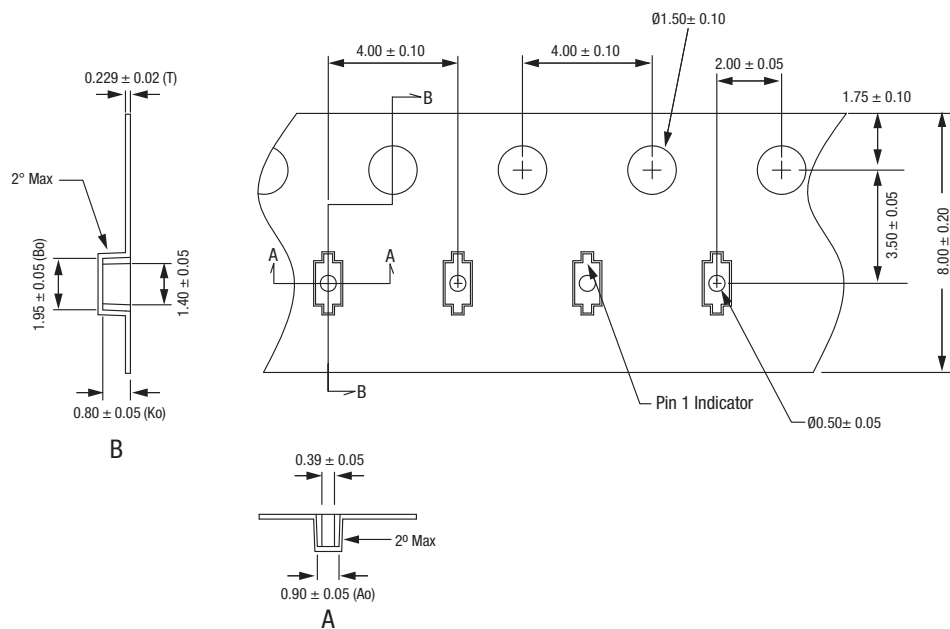 Ø1.50± 0.10
4.00 ± 0.10
4.00 ± 0.10
2.00 ± 0.05
0.229 ± 0.02 (T)
B
1.75 ± 0.10
2° Max
3.50 ± 0.05
8.00 ± 0.20
A
A
1.95 ± 0.05 (Bo)
1.40 ± 0.05
B
Pin 1 Indicator
0.80 ± 0.05 (Ko)
Ø0.50± 0.05
B
0.39 ± 0.05
2º Max
0.90 ± 0.05 (Ao)
A